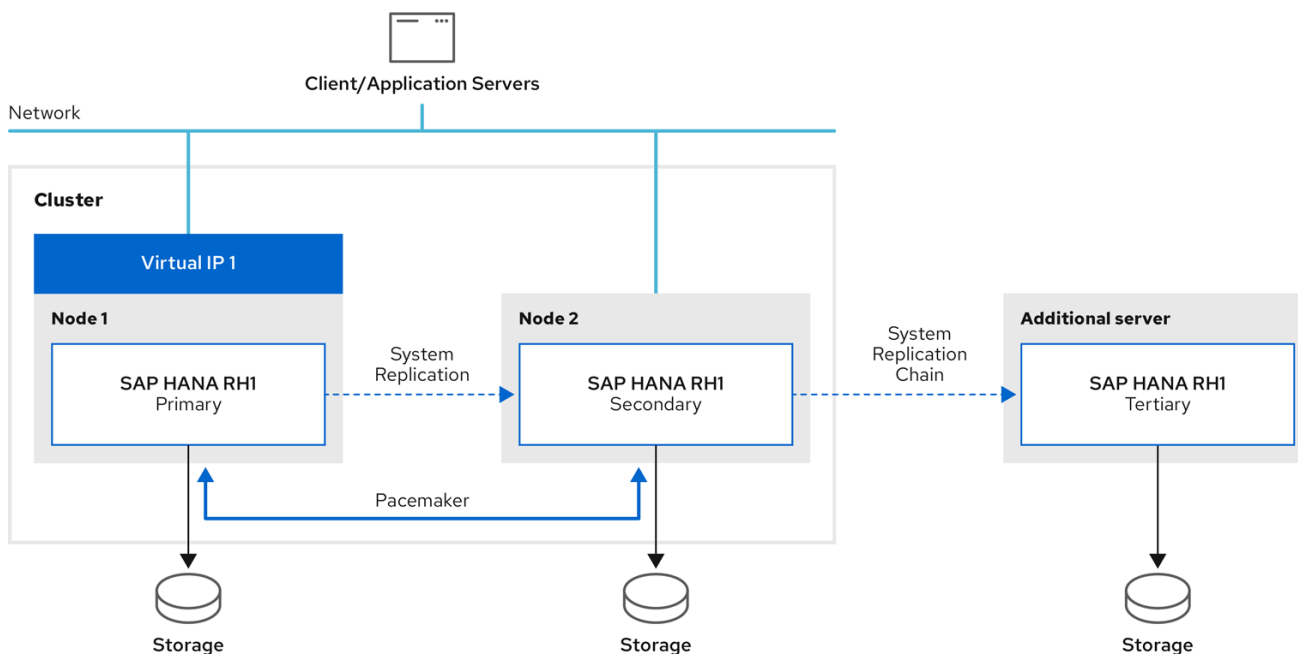 Client/Application Servers
Network
Cluster
Virtual IP 1
Node 1
SAP HANA RH1
Primary
System
Replication
Node 2
SAP HANA RH1
Secondary
System
Replication
Chain
Additional server
SAP HANA RH1
Tertiary
Pacemaker
Storage
Storage
Storage